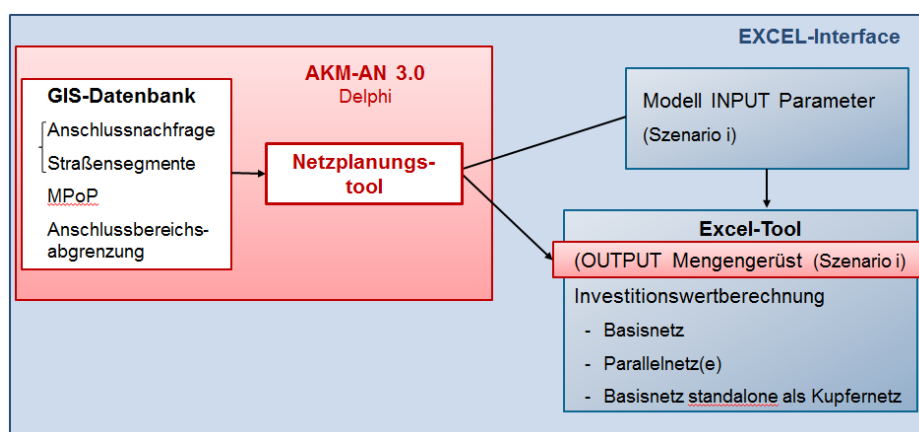 EXCEL-Interface
AKM-AN 3.0
Delphi
GIS-Datenbank
Anschlussnachfrage
Straßensegmente
MPoP
Anschlussbereichs-
abgrenzung
Netzplanungs-
tool
Modell INPUT Parameter
(Szenario i)
Excel-Tool
(OUTPUT Mengengerüst (Szenario i)
Investitionswertberechnung
- Basisnetz
- Parallelnetz(e)
- Basisnetz standalone als Kupfernetz